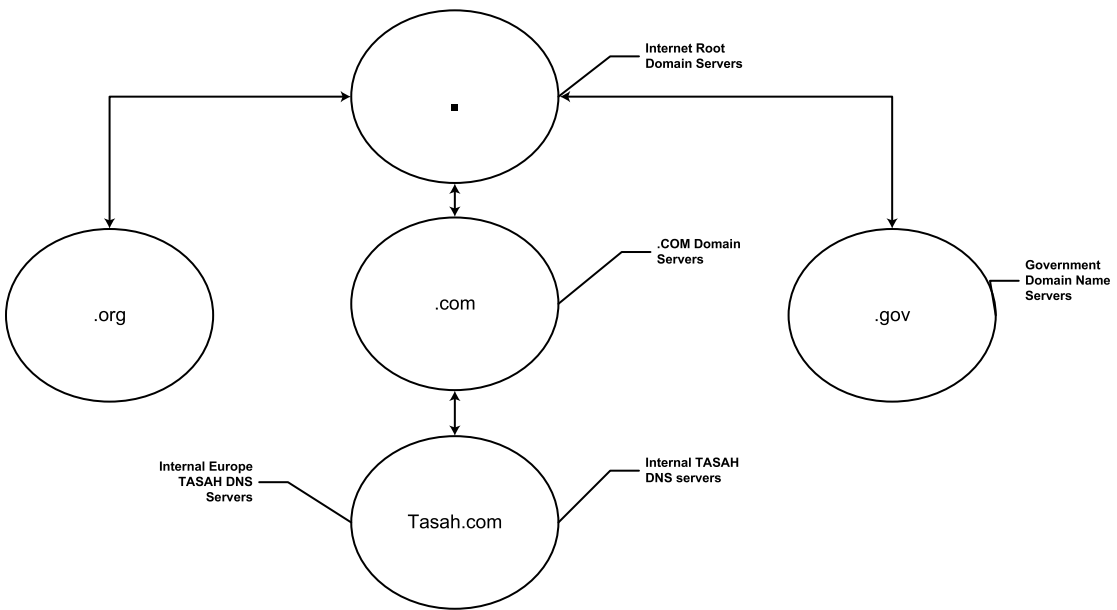 Internet Root
Domain Servers
.
.COM Domain
Servers
Government
Domain Name
Servers
.org
.com
.gov
Internal Europe
TASAH DNS
Servers
Internal TASAH
DNS servers
Tasah.com